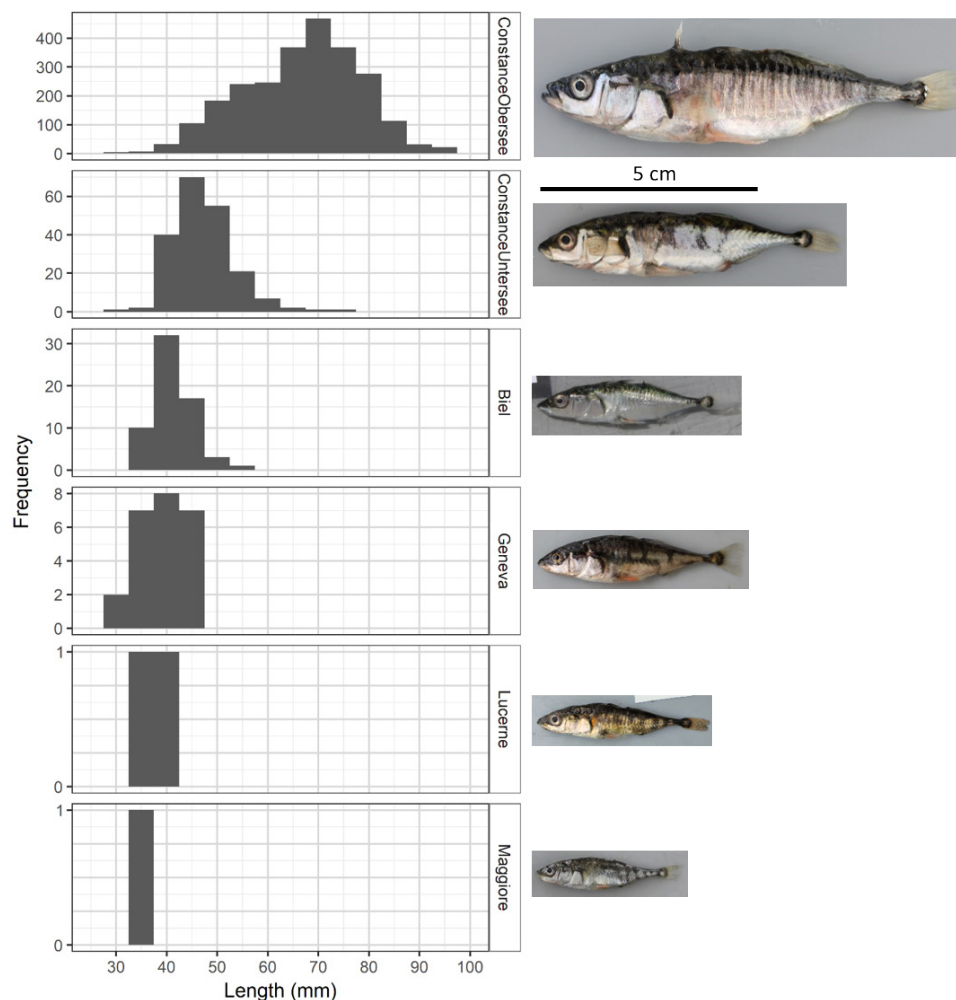 400
300
200
100
0
ConstanceObersee
5 cm
60
40
20
0
ConstanceUntersee
30
20
10
0
Biel
Frequency
8
6
4
2
0
Geneva
1
0
Lucerne
1
0
Maggiore
30 40 50 60 70 80 90 100
Length (mm)